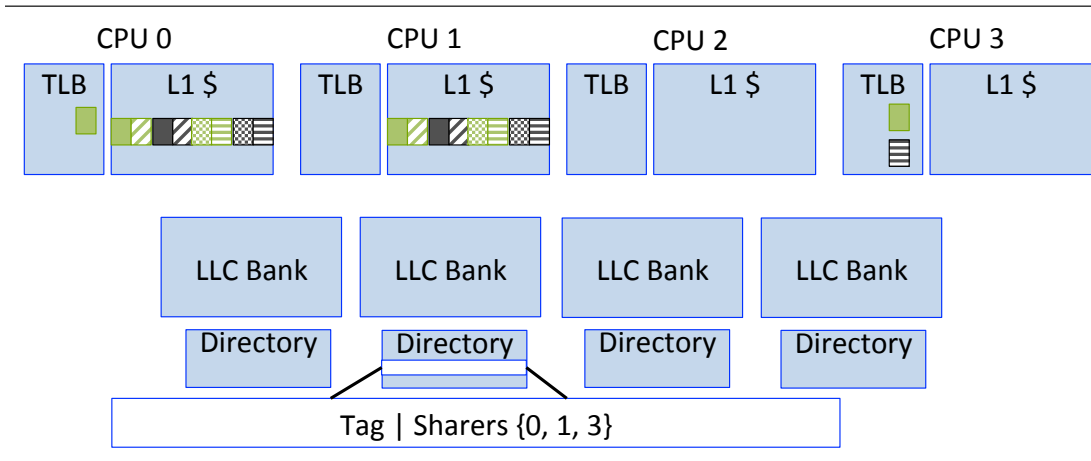 CPU 0 CPU 1 CPU 2 CPU 3
TLB L1 $ TLB L1 $ TLB L1 $ TLB L1 $
LLC Bank LLC Bank LLC Bank LLC Bank
Directory Directory Directory Directory
Tag | Sharers {0, 1, 3}